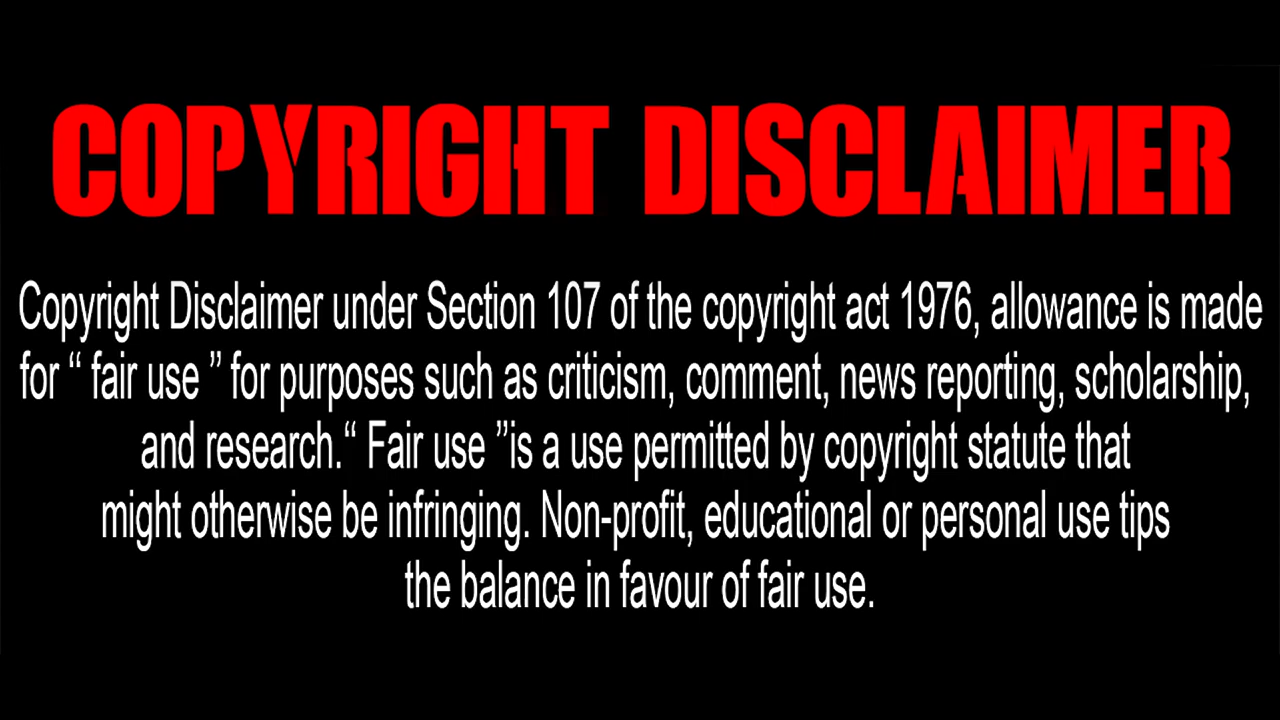 COPYRIGHT DISCLAIMER
Copyright Disclaimer under Section 107 of the copyright act 1976, allowance is made
for “ fair use ” for purposes such as criticism, comment, news reporting, scholarship,
and research.“ Fair use ”is a use permitted by copyright statute that
might otherwise be infringing. Non-profit, educational or personal use tips
the balance in favour of fair use.